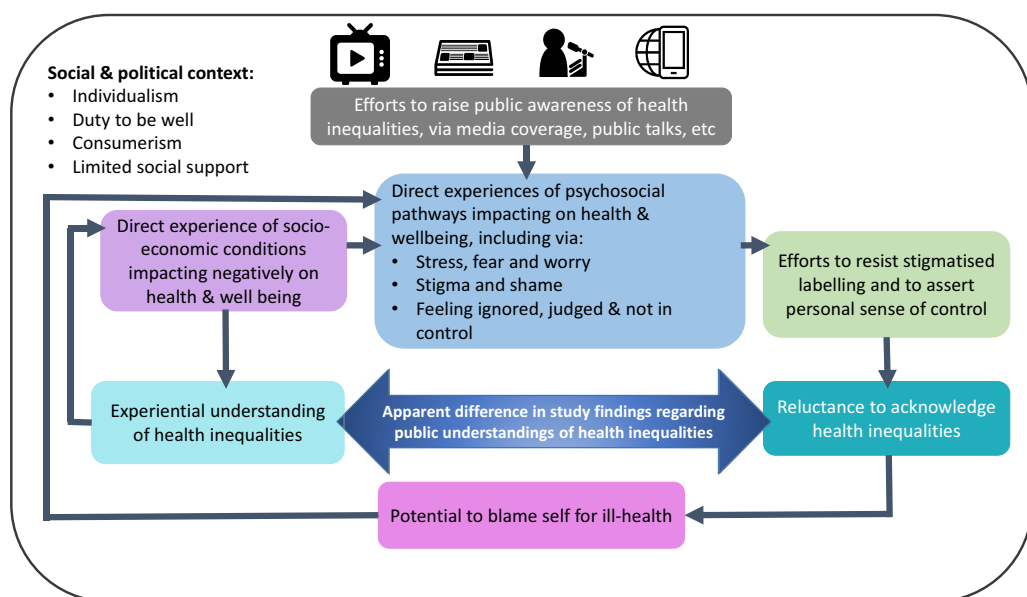 Social & political context:
• Individualism
• Duty to be well
• Consumerism
• Limited social support
Efforts to raise public awareness of health
inequalities, via media coverage, public talks, etc
Direct experience of socio-
economic conditions
impacting negatively on
health & well being
Direct experiences of psychosocial
pathways impacting on health &
wellbeing, including via:
• Stress, fear and worry
• Stigma and shame
• Feeling ignored, judged & not in
control
Efforts to resist stigmatised
labelling and to assert
personal sense of control
Experiential understanding
of health inequalities
Apparent difference in study findings regarding
public understandings of health inequalities
Reluctance to acknowledge
health inequalities
Potential to blame self for ill-health